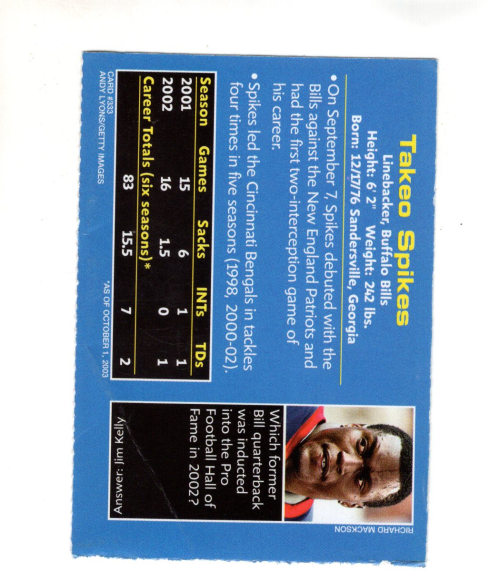 Takeo Spikes
Linebacker, Buffalo Bills
Height: 6' 2" Weight: 242 lbs.
Born: 12/17/76 Sandersville, Georgia
• On September 7, Spikes debuted with the
Bills against the New England Patriots and
had the first two-interception game of
his career.
• Spikes led the Cincinnati Bengals in tackles
four times in five seasons (1998, 2000-02).
Season Games Sacks INTs TDs
2001 15 6 1 1
2002 16 1.5 0 1
Career Totals (six seasons)*
83 15.5 7 2
CARD #333
ANDY LYONS/GETTY IMAGES
*AS OF OCTOBER 1, 2003
RICHARD MACKSON
Which former
Bill quarterback
was inducted
into the Pro
Football Hall of
Fame in 2002?
Answer: Jim Kelly